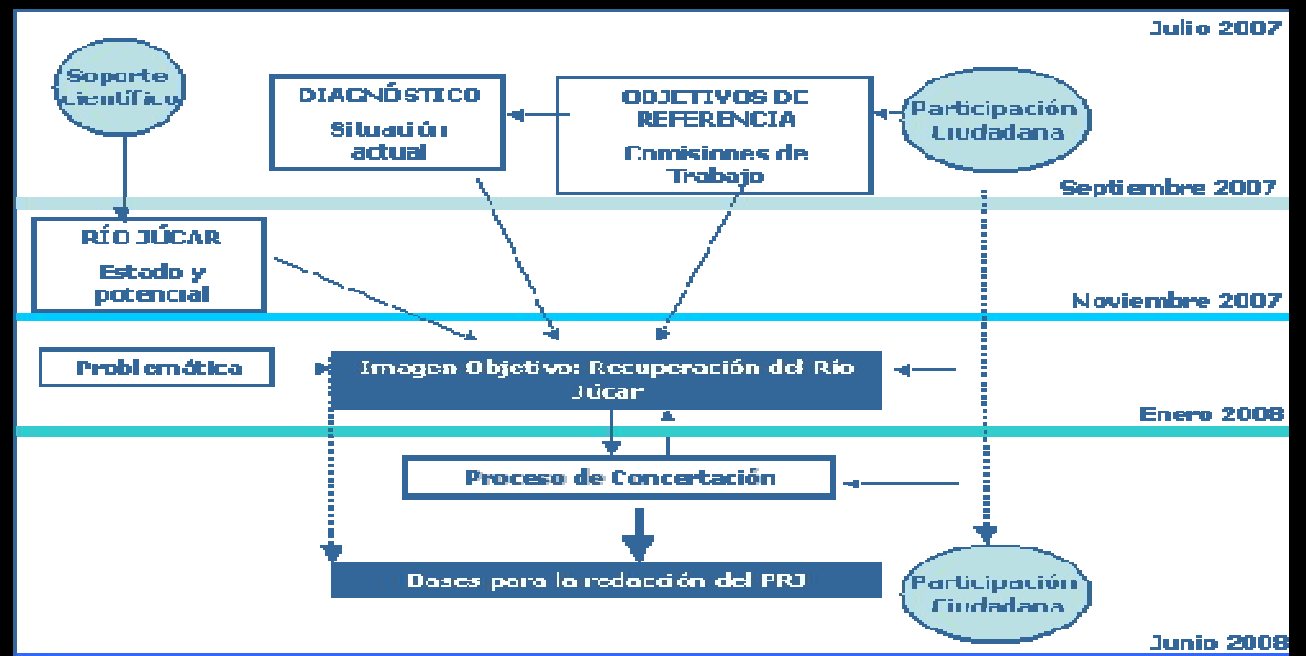 Julio 2007
Soporte
Científico
DIAGNÓSTICO
Situación
actual
OBJETIVOS DE
REFERENCIA
Comisiones de
Trabajo
Participación
Ciudadana
Septiembre 2007
RÍO JÚCAR
Estado y
potencial
Noviembre 2007
Problemática
Imagen Objetivo: Recuperación del Río
Júcar
Enero 2008
Proceso de Concertación
Bases para la redacción del PRJ
Participación
Ciudadana
Junio 2008